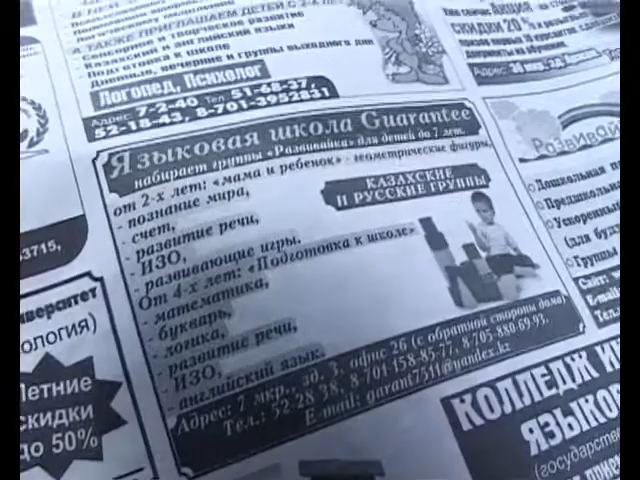 А ТАКЖЕ ПРИГЛАШАЕМ ДЕТЕЙ С 2-4 ЛЕТ
- Сенсорное и творческое развитие
- Казахский и английский языки
- Подготовка к школе
- Дневные, вечерние и группы выходного дня
Логопед, Психолог
Адрес: 7-2-40 Тел. 51-68-37,
52-18-43, 8-701-3952831
АКЦИЯ
СКИДКИ 20%
Языковая школа Guarantee
набирает группы «Развивайка» для детей до 7 лет.
от 2-х лет: «мама и ребенок» - геометрические фигуры,
- познание мира,
- счет,
- развитие речи,
- ИЗО,
- развивающие игры.
КАЗАХСКИЕ
И РУССКИЕ ГРУППЫ
От 4-х лет: «Подготовка к школе»
- математика,
- букварь,
- логика,
- развитие речи,
- ИЗО,
- английский язык.
Адрес: 7 мкр., зд. 3, офис 26 (с обратной стороны дома)
Тел.: 52 28 38, 8-701-158-85-77, 8-705-880-69-93.
E-mail: garant7511@yandex.kz
3715,
Летние
скидки
до 50%
Развивай
Дошкольная
Ускоренный
(для буд
Группы
Сайт:
E-mail
Тел.
КОЛЛЕДЖ ИН
ЯЗЫКО
(государстве